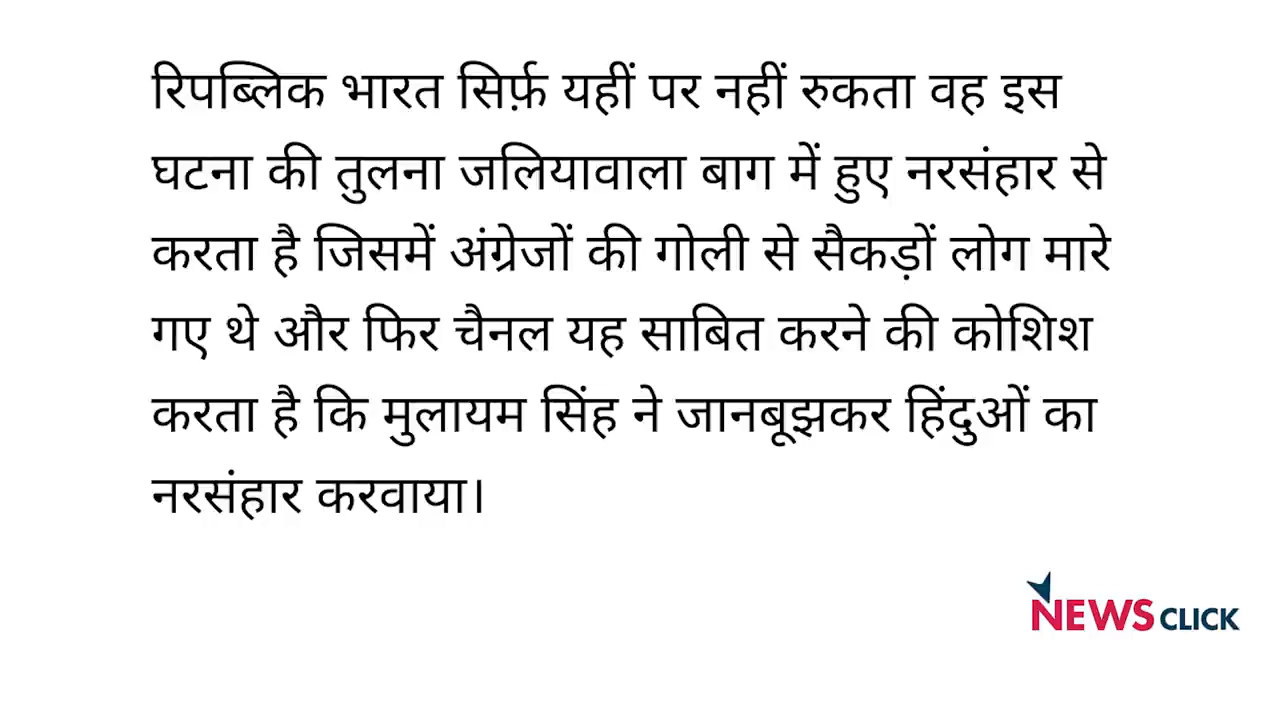 रिपब्लिक भारत सिर्फ़ यहीं पर नहीं रुकता वह इस
घटना की तुलना जलियावाला बाग में हुए नरसंहार से
करता है जिसमें अंग्रेजों की गोली से सैकड़ों लोग मारे
गए थे और फिर चैनल यह साबित करने की कोशिश
करता है कि मुलायम सिंह ने जानबूझकर हिंदुओं का
नरसंहार करवाया।
NEWS CLICK